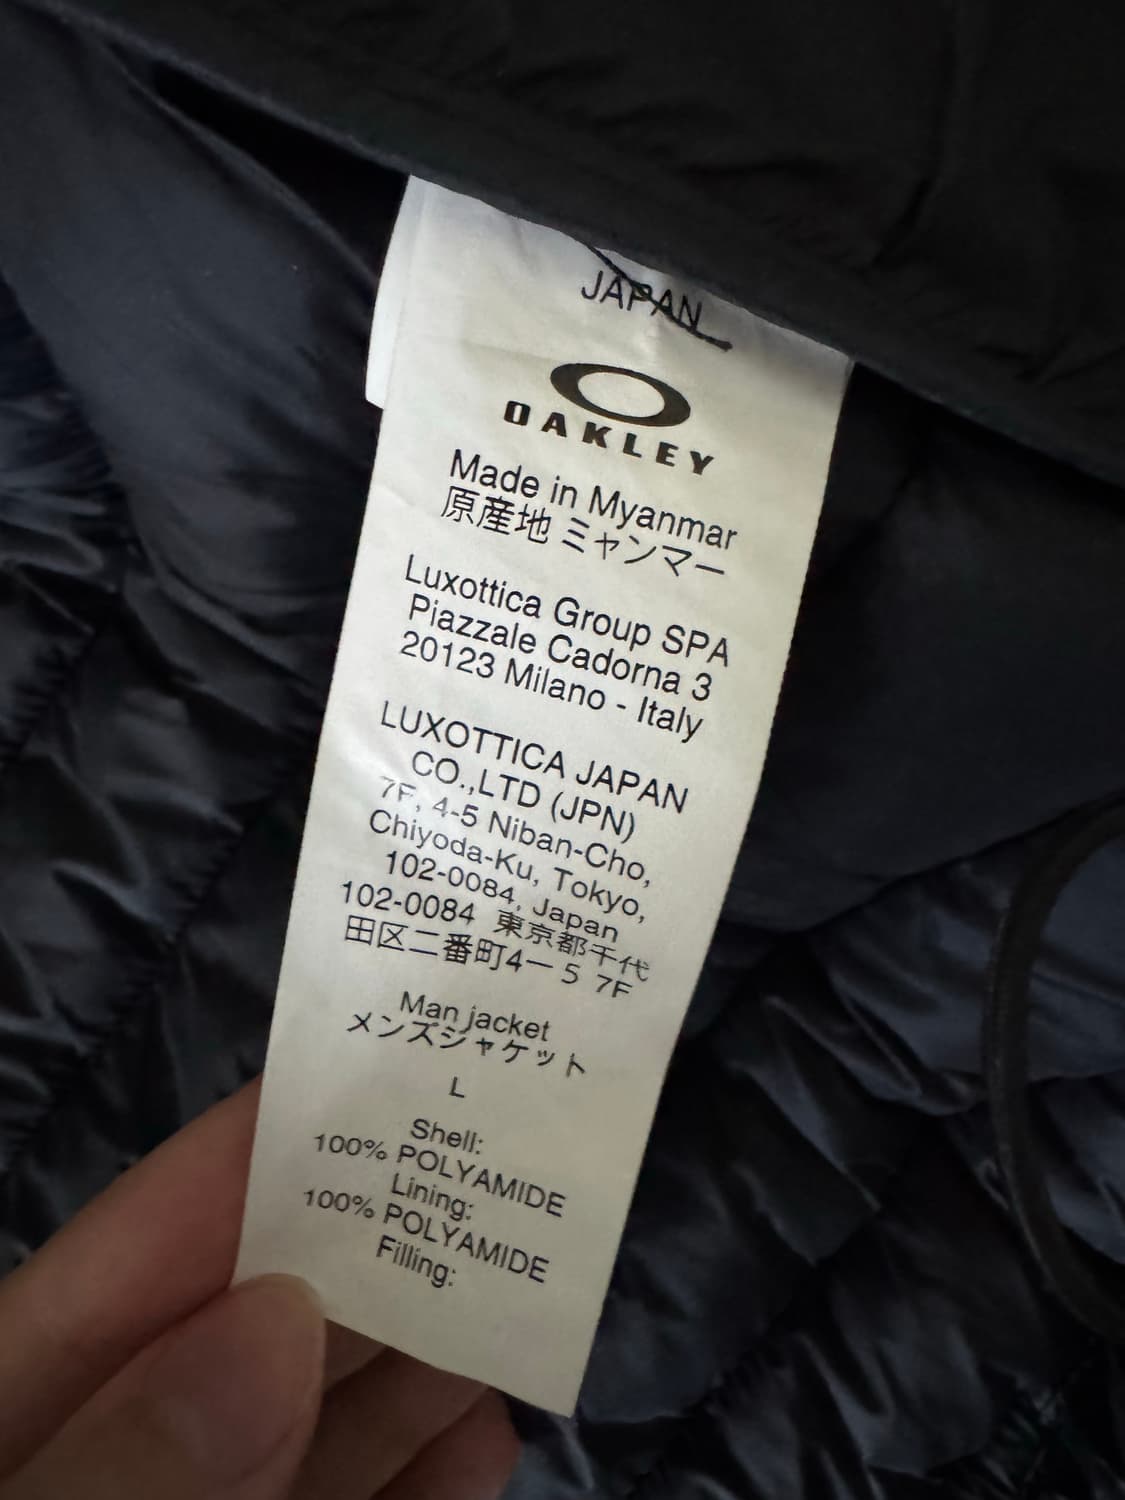 JAPAN
OAKLEY
Made in Myanmar
原産地 ミャンマー
Luxottica Group SPA
Piazzale Cadorna 3
20123 Milano - Italy
LUXOTTICA JAPAN
CO.,LTD (JPN)
7F, 4-5 Niban-Cho,
Chiyoda-Ku, Tokyo,
102-0084, Japan
102-0084 東京都千代
田区二番町4ー5 7F
Man jacket
メンズジャケット
L
Shell:
100% POLYAMIDE
Lining:
100% POLYAMIDE
Filling: